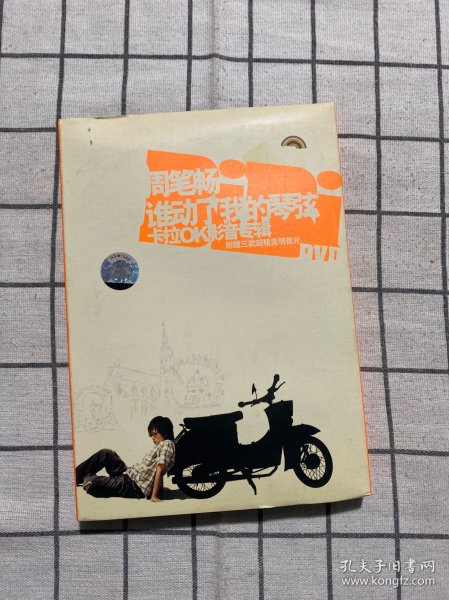 BiBi
周笔畅
谁动了我的琴弦
卡拉OK影音专辑
附赠三款超精美明信片
DVD
孔夫子旧书网
www.kongfz.com